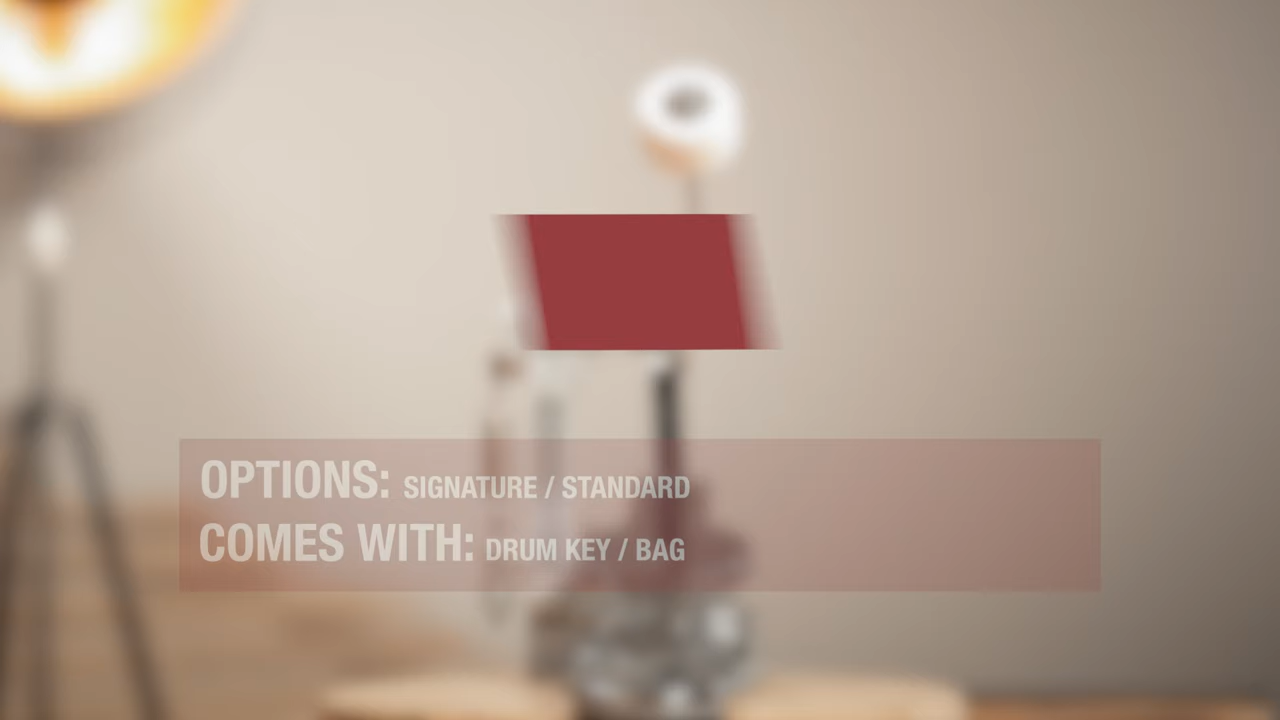 OPTIONS: SIGNATURE / STANDARD
COMES WITH: DRUM KEY / BAG